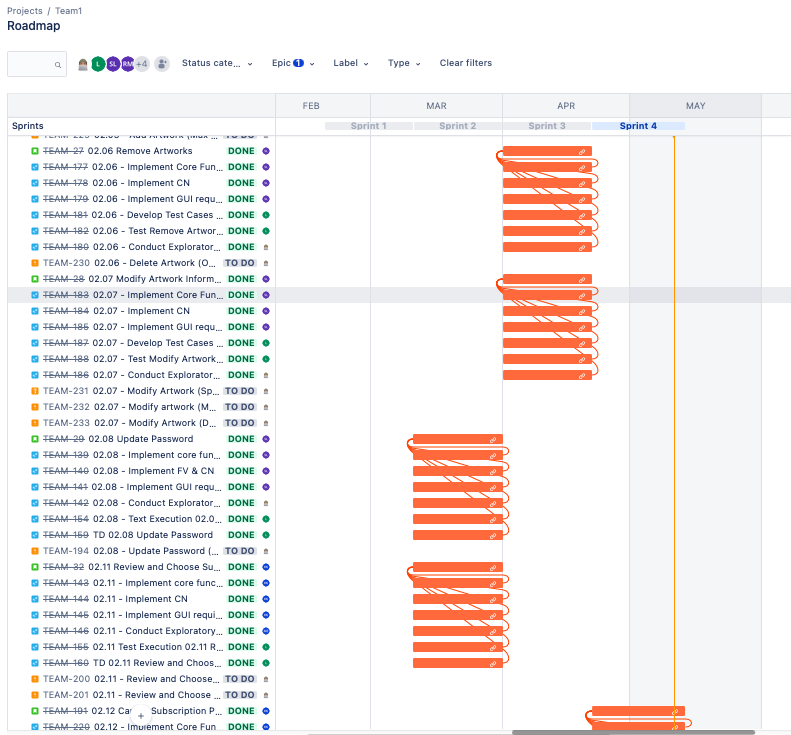 Projects / Team1
Roadmap
L SL RM +4 Status cate... Epic 1 Label Type Clear filters
FEB MAR APR MAY
Sprints Sprint 1 Sprint 2 Sprint 3 Sprint 4
TO DO
TEAM-27 02.06 Remove Artworks DONE
TEAM-177 02.06 - Implement Core Fun... DONE
TEAM-178 02.06 - Implement CN DONE
TEAM-179 02.06 - Implement GUI requ... DONE
TEAM-181 02.06 - Develop Test Cases ... DONE
TEAM-182 02.06 - Test Remove Artwor... DONE
TEAM-180 02.06 - Conduct Explorator... DONE
TEAM-230 02.06 - Delete Artwork (O... TO DO
TEAM-28 02.07 Modify Artwork Inform... DONE
TEAM-183 02.07 - Implement Core Fun... DONE
TEAM-184 02.07 - Implement CN DONE
TEAM-185 02.07 - Implement GUI requ... DONE
TEAM-187 02.07 - Develop Test Cases ... DONE
TEAM-188 02.07 - Test Modify Artwork... DONE
TEAM-186 02.07 - Conduct Explorator... DONE
TEAM-231 02.07 - Modify Artwork (Sp... TO DO
TEAM-232 02.07 - Modify artwork (M... TO DO
TEAM-233 02.07 - Modify Artwork (D... TO DO
TEAM-29 02.08 Update Password DONE
TEAM-139 02.08 - Implement core fun... DONE
TEAM-140 02.08 - Implement FV & CN DONE
TEAM-141 02.08 - Implement GUI requ... DONE
TEAM-142 02.08 - Conduct Explorator... DONE
TEAM-154 02.08 - Text Execution 02.0... DONE
TEAM-159 TD 02.08 Update Password DONE
TEAM-194 02.08 - Update Password (... TO DO
TEAM-32 02.11 Review and Choose Su... DONE
TEAM-143 02.11 - Implement core func... DONE
TEAM-144 02.11 - Implement CN DONE
TEAM-145 02.11 - Implement GUI requi... DONE
TEAM-146 02.11 - Conduct Exploratory... DONE
TEAM-155 02.11 Test Execution 02.11 R... DONE
TEAM-160 TD 02.11 Review and Choos... DONE
TEAM-200 02.11 - Review and Choose... TO DO
TEAM-201 02.11 - Review and Choose ... TO DO
TEAM-191 02.12 Subscription P... DONE
TEAM-220 02.12 - Implement Core Fun DONE